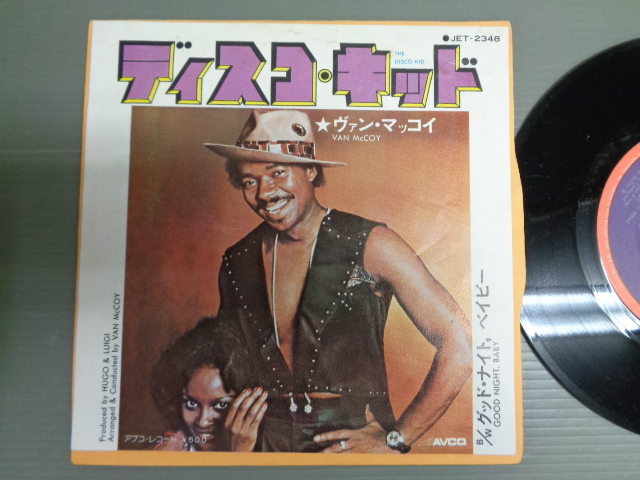 ●JET-2348
ディスコ・キッド
THE
DISCO KID
★ヴァン・マッコイ
VAN McCOY
Produced by HUGO & LUIGI
Arranged & Conducted by VAN McCOY
B/W グッド・ナイト, ベイビー
GOOD NIGHT, BABY
アブコ・レコード ¥500
AVCO